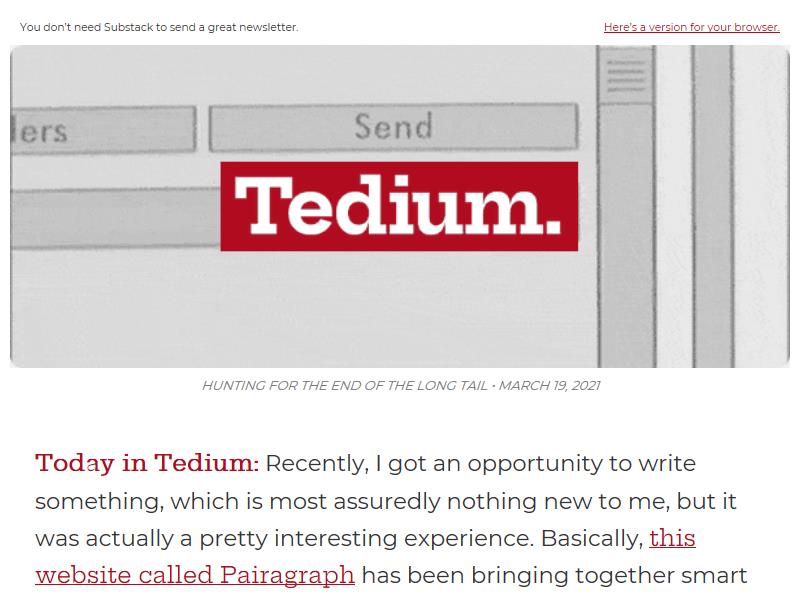 You don't need Substack to send a great newsletter.
Here's a version for your browser.
ders
Send
Tedium.
HUNTING FOR THE END OF THE LONG TAIL • MARCH 19, 2021
Today in Tedium: Recently, I got an opportunity to write
something, which is most assuredly nothing new to me, but it
was actually a pretty interesting experience. Basically, this
website called Pairagraph has been bringing together smart